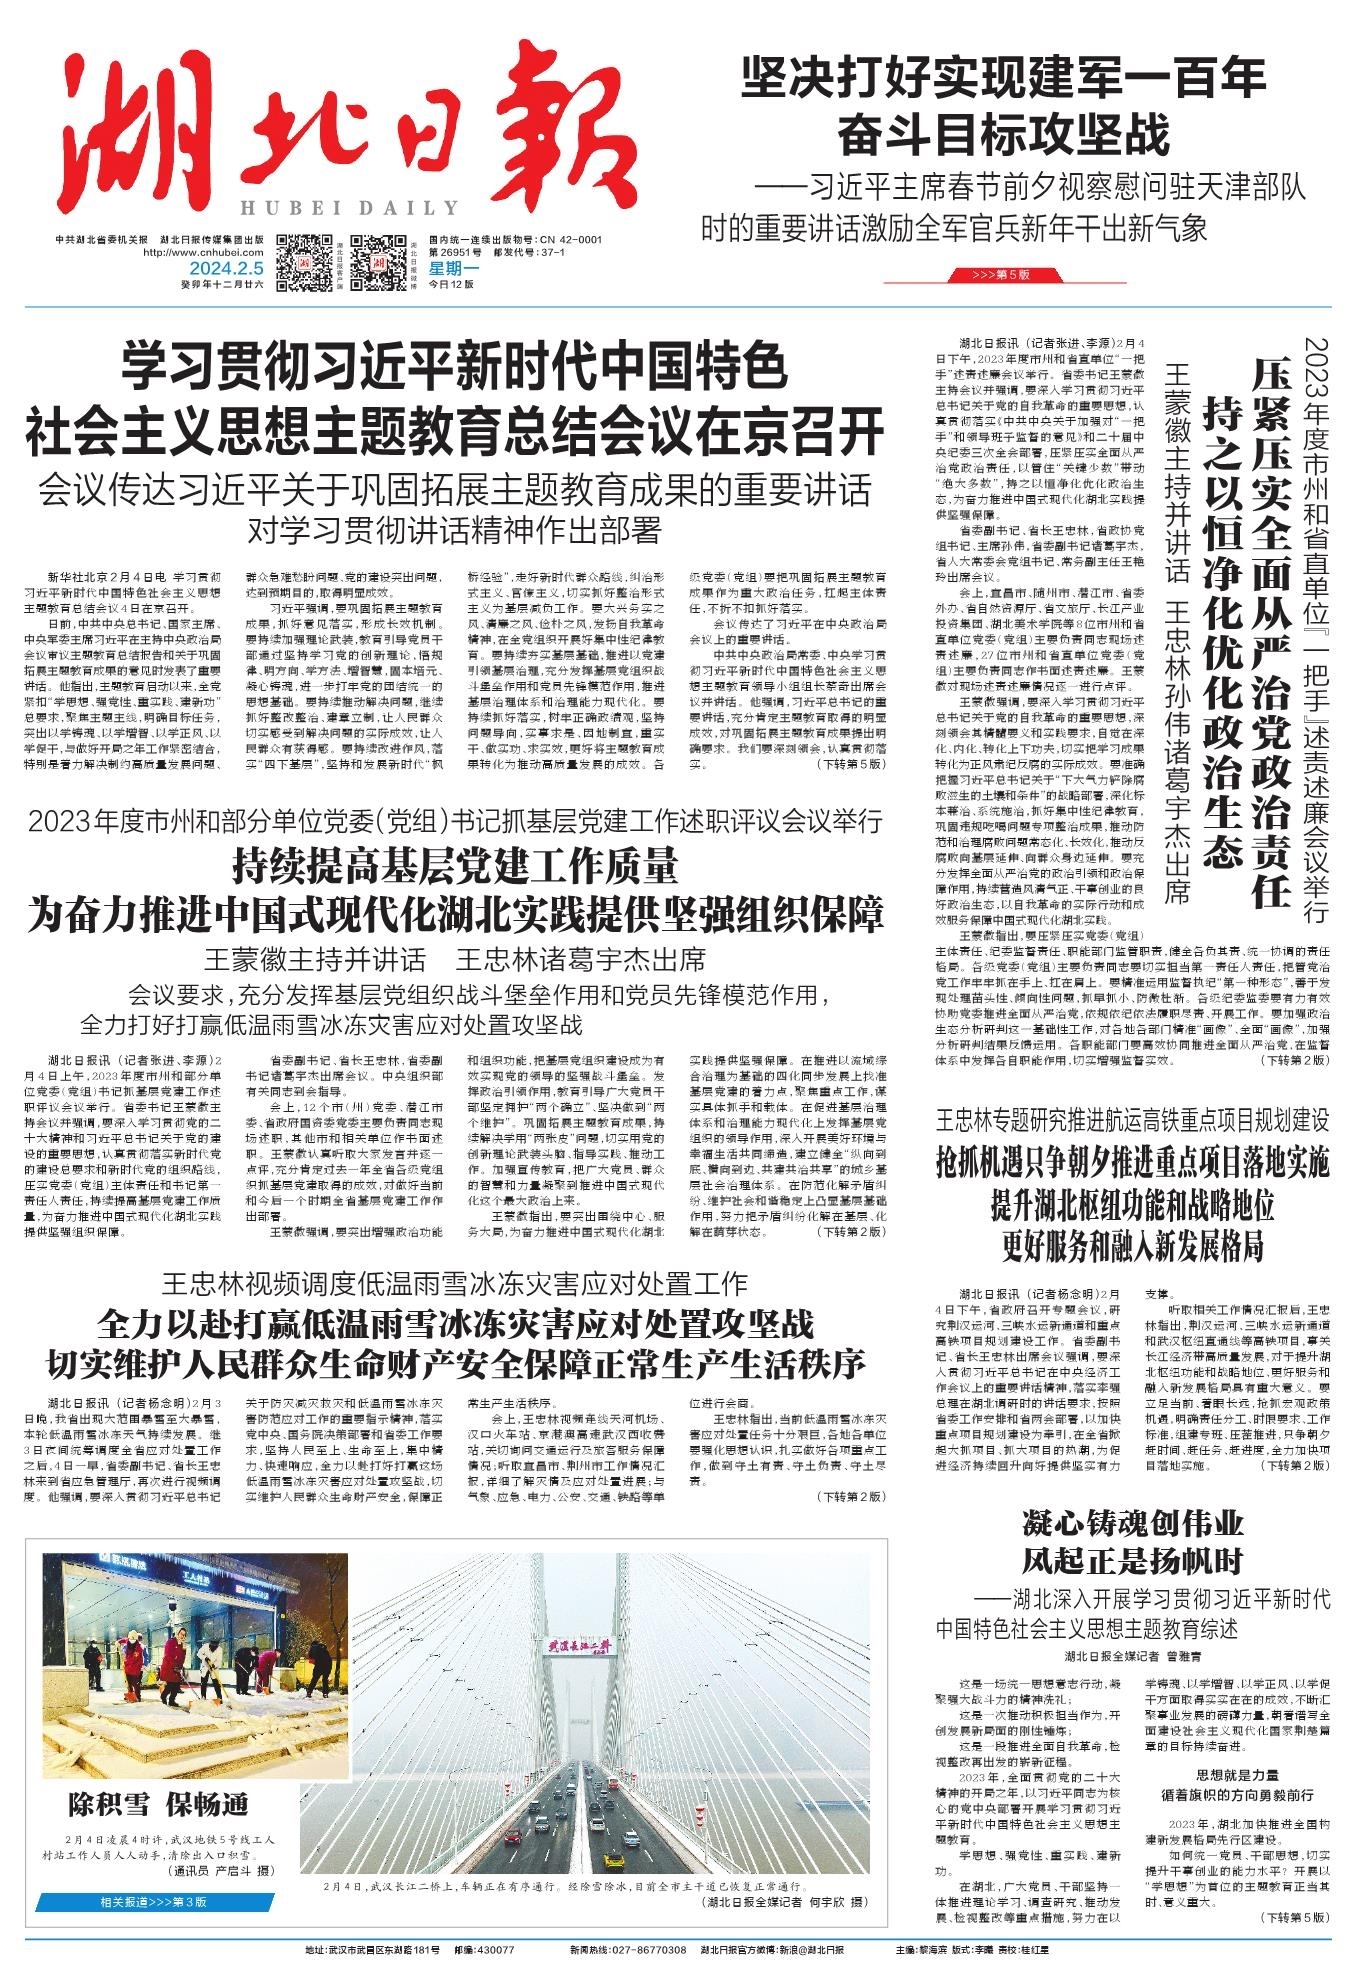 湖北日報
HUBEI DAILY
中共湖北省委机关报 湖北日报传媒集团出版
http://www.cnhubei.com
2024.2.5
癸卯年十二月廿六
湖北日报客户端
湖北日报微博
国内统一连续出版物号:CN 42-0001
第26951号 邮发代号:37-1
星期一
今日12版
坚决打好实现建军一百年
奋斗目标攻坚战
——习近平主席春节前夕视察慰问驻天津部队
时的重要讲话激励全军官兵新年干出新气象
>>>第5版
学习贯彻习近平新时代中国特色
社会主义思想主题教育总结会议在京召开
会议传达习近平关于巩固拓展主题教育成果的重要讲话
对学习贯彻讲话精神作出部署
新华社北京2月4日电 学习贯彻
习近平新时代中国特色社会主义思想
主题教育总结会议4日在京召开。
日前,中共中央总书记、国家主席、
中央军委主席习近平在主持中央政治局
会议审议主题教育总结报告和关于巩固
拓展主题教育成果的意见时发表了重要
讲话。他指出,主题教育启动以来,全党
紧扣“学思想、强党性、重实践、建新功”
总要求,聚焦主题主线,明确目标任务,
突出以学铸魂、以学增智、以学正风、以
学促干,与做好开局之年工作紧密结合,
特别是着力解决制约高质量发展问题、
群众急难愁盼问题、党的建设突出问题,
达到预期目的,取得明显成效。
习近平强调,要巩固拓展主题教育
成果,抓好意见落实,形成长效机制。
要持续加强理论武装,教育引导党员干
部通过坚持学习党的创新理论,悟规
律、明方向、学方法、增智慧,固本培元、
凝心铸魂,进一步打牢党的团结统一的
思想基础。要持续推动解决问题,继续
抓好整改整治、建章立制,让人民群众
切实感受到解决问题的实际成效,让人
民群众有获得感。要持续改进作风,落
实“四下基层”,坚持和发展新时代“枫
桥经验”,走好新时代群众路线,纠治形
式主义、官僚主义,切实抓好整治形式
主义为基层减负工作。要大兴务实之
风、清廉之风、俭朴之风,发扬自我革命
精神,在全党组织开展好集中性纪律教
育。要持续夯实基层基础,推进以党建
引领基层治理,充分发挥基层党组织战
斗堡垒作用和党员先锋模范作用,推进
基层治理体系和治理能力现代化。要
持续抓好落实,树牢正确政绩观,坚持
问题导向,实事求是、因地制宜,重实
干、做实功、求实效,更好将主题教育成
果转化为推动高质量发展的成效。各
级党委(党组)要把巩固拓展主题教育
成果作为重大政治任务,扛起主体责
任,不折不扣抓好落实。
会议传达了习近平在中央政治局
会议上的重要讲话。
中共中央政治局常委、中央学习贯
彻习近平新时代中国特色社会主义思
想主题教育领导小组组长蔡奇出席会
议并讲话。他强调,习近平总书记的重
要讲话,充分肯定主题教育取得的明显
成效,对巩固拓展主题教育成果提出明
确要求。我们要深刻领会,认真贯彻落
实。 (下转第5版)
2023年度市州和省直单位『一把手』述责述廉会议举行
压紧压实全面从严治党政治责任
持之以恒净化优化政治生态
王蒙徽主持并讲话 王忠林孙伟诸葛宇杰出席
湖北日报讯 (记者张进、李源)2月4
日下午,2023年度市州和省直单位“一把
手”述责述廉会议举行。省委书记王蒙徽
主持会议并强调,要深入学习贯彻习近平
总书记关于党的自我革命的重要思想,认
真贯彻落实《中共中央关于加强对“一把
手”和领导班子监督的意见》和二十届中
央纪委三次全会部署,压紧压实全面从严
治党政治责任,以管住“关键少数”带动
“绝大多数”,持之以恒净化优化政治生
态,为奋力推进中国式现代化湖北实践提
供坚强保障。
省委副书记、省长王忠林,省政协党
组书记、主席孙伟,省委副书记诸葛宇杰,
省人大常委会党组书记、常务副主任王艳
玲出席会议。
会上,宜昌市、随州市、潜江市、省委
外办、省自然资源厅、省文旅厅、长江产业
投资集团、湖北美术学院等8位市州和省
直单位党委(党组)主要负责同志现场述
责述廉,27位市州和省直单位党委(党
组)主要负责同志作书面述责述廉。王蒙
徽对现场述责述廉情况逐一进行点评。
王蒙徽强调,要深入学习贯彻习近平
总书记关于党的自我革命的重要思想,深
刻领会其精髓要义和实践要求,自觉在深
化、内化、转化上下功夫,切实把学习成果
转化为正风肃纪反腐的实际成效。要准确
把握习近平总书记关于“下大气力铲除腐
败滋生的土壤和条件”的战略部署,深化标
本兼治、系统施治,抓好集中性纪律教育,
巩固违规吃喝问题专项整治成果,推动防
范和治理腐败问题常态化、长效化,推动反
腐败向基层延伸、向群众身边延伸。要充
分发挥全面从严治党的政治引领和政治保
障作用,持续营造风清气正、干事创业的良
好政治生态,以自我革命的实际行动和成
效服务保障中国式现代化湖北实践。
王蒙徽指出,要压紧压实党委(党组)
主体责任、纪委监督责任、职能部门监管职责,健全各负其责、统一协调的责任
格局。各级党委(党组)主要负责同志要切实担当第一责任人责任,把管党治
党工作牢牢抓在手上、扛在肩上。要精准运用监督执纪“第一种形态”,善于发
现处理苗头性、倾向性问题,抓早抓小、防微杜渐。各级纪委监委要有力有效
协助党委推进全面从严治党,依规依纪依法履职尽责、开展工作。要加强政治
生态分析研判这一基础性工作,对各地各部门精准“画像”、全面“画像”,加强
分析研判结果反馈运用。各职能部门要高效协同推进全面从严治党,在监督
体系中发挥各自职能作用,切实增强监督实效。 (下转第2版)
2023年度市州和部分单位党委(党组)书记抓基层党建工作述职评议会议举行
持续提高基层党建工作质量
为奋力推进中国式现代化湖北实践提供坚强组织保障
王蒙徽主持并讲话 王忠林诸葛宇杰出席
会议要求,充分发挥基层党组织战斗堡垒作用和党员先锋模范作用,
全力打好打赢低温雨雪冰冻灾害应对处置攻坚战
湖北日报讯 (记者张进、李源)2
月4日上午,2023年度市州和部分单
位党委(党组)书记抓基层党建工作述
职评议会议举行。省委书记王蒙徽主
持会议并强调,要深入学习贯彻党的二
十大精神和习近平总书记关于党的建
设的重要思想,认真贯彻落实新时代党
的建设总要求和新时代党的组织路线,
压实党委(党组)主体责任和书记第一
责任人责任,持续提高基层党建工作质
量,为奋力推进中国式现代化湖北实践
提供坚强组织保障。
省委副书记、省长王忠林,省委副
书记诸葛宇杰出席会议。中央组织部
有关同志到会指导。
会上,12个市(州)党委、潜江市
委、省政府国资委党委主要负责同志现
场述职,其他市和相关单位作书面述
职。王蒙徽认真听取大家发言并逐一
点评,充分肯定过去一年全省各级党组
织抓基层党建取得的成效,对做好当前
和今后一个时期全省基层党建工作作
出部署。
王蒙徽强调,要突出增强政治功能
和组织功能,把基层党组织建设成为有
效实现党的领导的坚强战斗堡垒。发
挥政治引领作用,教育引导广大党员干
部坚定拥护“两个确立”、坚决做到“两
个维护”。巩固拓展主题教育成果,持
续解决学用“两张皮”问题,切实用党的
创新理论武装头脑、指导实践、推动工
作。加强宣传教育,把广大党员、群众
的智慧和力量凝聚到推进中国式现代
化这个最大政治上来。
王蒙徽指出,要突出围绕中心、服
务大局,为奋力推进中国式现代化湖北
实践提供坚强保障。在推进以流域综
合治理为基础的四化同步发展上找准
基层党建的着力点,聚焦重点工作,谋
实具体抓手和载体。在促进基层治理
体系和治理能力现代化上发挥基层党
组织的领导作用,深入开展美好环境与
幸福生活共同缔造,建立健全“纵向到
底、横向到边、共建共治共享”的城乡基
层社会治理体系。在防范化解矛盾纠
纷、维护社会和谐稳定上凸显基层基础
作用,努力把矛盾纠纷化解在基层、化
解在萌芽状态。 (下转第2版)
王忠林专题研究推进航运高铁重点项目规划建设
抢抓机遇只争朝夕推进重点项目落地实施
提升湖北枢纽功能和战略地位
更好服务和融入新发展格局
湖北日报讯 (记者杨念明)2月
4日下午,省政府召开专题会议,研
究荆汉运河、三峡水运新通道和重点
高铁项目规划建设工作。省委副书
记、省长王忠林出席会议强调,要深
入贯彻习近平总书记在中央经济工
作会议上的重要讲话精神,落实李强
总理在湖北调研时的讲话要求,按照
省委工作安排和省两会部署,以加快
重点项目规划建设为牵引,在全省掀
起大抓项目、抓大项目的热潮,为促
进经济持续回升向好提供坚实有力
支撑。
听取相关工作情况汇报后,王忠
林指出,荆汉运河、三峡水运新通道
和武汉枢纽直通线等高铁项目,事关
长江经济带高质量发展,对于提升湖
北枢纽功能和战略地位、更好服务和
融入新发展格局具有重大意义。要
立足当前、着眼长远,抢抓宏观政策
机遇,明确责任分工、时限要求、工作
标准,组建专班、压茬推进,只争朝夕
赶时间、赶任务、赶进度,全力加快项
目落地实施。 (下转第2版)
王忠林视频调度低温雨雪冰冻灾害应对处置工作
全力以赴打赢低温雨雪冰冻灾害应对处置攻坚战
切实维护人民群众生命财产安全保障正常生产生活秩序
湖北日报讯 (记者杨念明)2月3
日晚,我省出现大范围暴雪至大暴雪,
本轮低温雨雪冰冻天气持续发展。继
3日夜间统筹调度全省应对处置工作
之后,4日一早,省委副书记、省长王忠
林来到省应急管理厅,再次进行视频调
度。他强调,要深入贯彻习近平总书记
关于防灾减灾救灾和低温雨雪冰冻灾
害防范应对工作的重要指示精神,落实
党中央、国务院决策部署和省委工作要
求,坚持人民至上、生命至上,集中精
力、快速响应,全力以赴打好打赢这场
低温雨雪冰冻灾害应对处置攻坚战,切
实维护人民群众生命财产安全,保障正
常生产生活秩序。
会上,王忠林视频连线天河机场、
汉口火车站、京港澳高速武汉西收费
站,关切询问交通运行及旅客服务保障
情况;听取宜昌市、荆州市工作情况汇
报,详细了解灾情及应对处置进展;与
气象、应急、电力、公安、交通、铁路等单
位进行会商。
王忠林指出,当前低温雨雪冰冻灾
害应对处置任务十分艰巨,各地各单位
要强化思想认识,扎实做好各项重点工
作,做到守土有责、守土负责、守土尽
责。
(下转第2版)
工人村站
武汉长江二桥
除积雪 保畅通
2月4日凌晨4时许,武汉地铁5号线工人
村站工作人员人人动手,清除出入口积雪。
(通讯员 产启斗 摄)
相关报道>>>第3版
2月4日,武汉长江二桥上,车辆正在有序通行。经除雪除冰,目前全市主干道已恢复正常通行。
(湖北日报全媒记者 何宇欣 摄)
凝心铸魂创伟业
风起正是扬帆时
——湖北深入开展学习贯彻习近平新时代
中国特色社会主义思想主题教育综述
湖北日报全媒记者 曾雅青
这是一场统一思想意志行动,凝
聚强大战斗力的精神洗礼;
这是一次推动积极担当作为,开
创发展新局面的刚性锤炼;
这是一段推进全面自我革命,检
视整改再出发的崭新征程。
2023年,全面贯彻党的二十大
精神的开局之年,以习近平同志为核
心的党中央部署开展学习贯彻习近
平新时代中国特色社会主义思想主
题教育。
学思想、强党性、重实践、建新
功。
在湖北,广大党员、干部坚持一
体推进理论学习、调查研究、推动发
展、检视整改等重点措施,努力在以
学铸魂、以学增智、以学正风、以学促
干方面取得实实在在的成效,不断汇
聚事业发展的磅礴力量,朝着谱写全
面建设社会主义现代化国家荆楚篇
章的目标持续奋进。
思想就是力量
循着旗帜的方向勇毅前行
2023年,湖北加快推进全国构
建新发展格局先行区建设。
如何统一党员、干部思想,切实
提升干事创业的能力水平?开展以
“学思想”为首位的主题教育正当其
时、意义重大。
(下转第5版)
地址:武汉市武昌区东湖路181号 邮编:430077 新闻热线:027-86770308 湖北日报官方微博:新浪@湖北日报 主编:黎海滨 版式:李曦 责校:桂红星